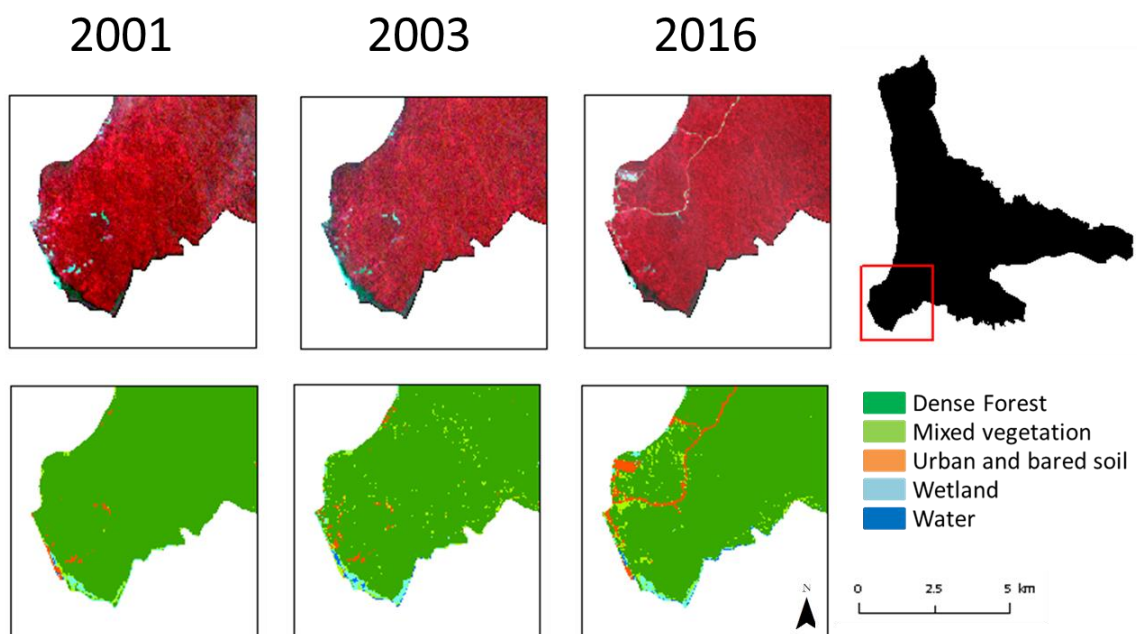 2001
2003
2016
Dense Forest
Mixed vegetation
Urban and bared soil
Wetland
Water
N
0 2.5 5 km